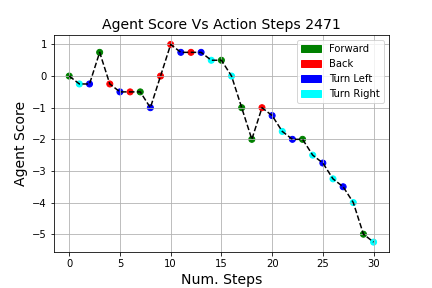 Agent Score Vs Action Steps 2471
Forward
Back
Turn Left
Turn Right
Agent Score
1
0
−1
−2
−3
−4
−5
0 5 10 15 20 25 30
Num. Steps